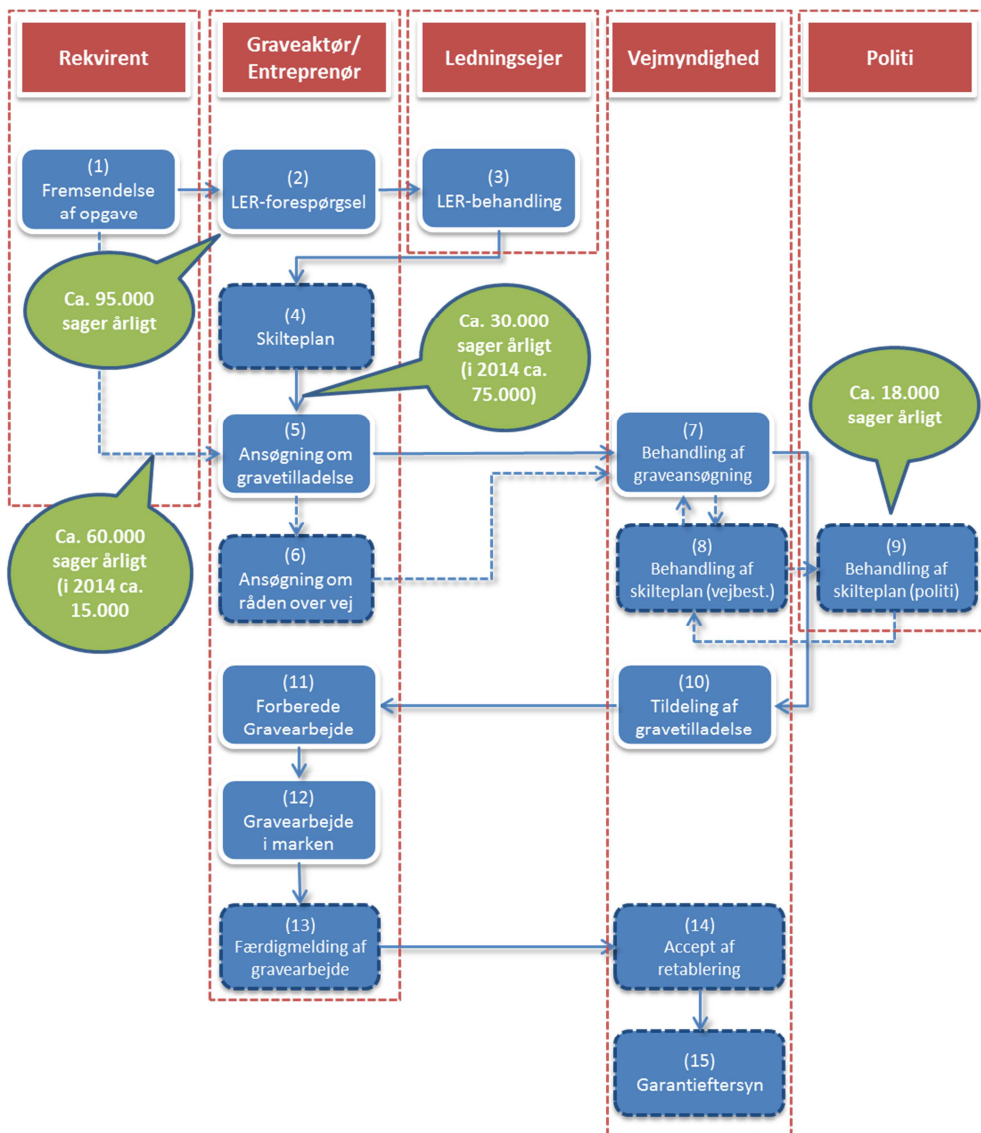 Rekvirent
Graveaktør/
Entreprenør
Ledningsejer
Vejmyndighed
Politi
(1)
Fremsendelse
af opgave
(2)
LER-forespørgsel
(3)
LER-behandling
Ca. 95.000
sager årligt
(4)
Skilteplan
Ca. 30.000
sager årligt
(i 2014 ca.
75.000)
Ca. 18.000
sager årligt
(5)
Ansøgning om
gravetilladelse
(7)
Behandling af
graveansøgning
Ca. 60.000
sager årligt
(i 2014 ca.
15.000
(6)
Ansøgning om
råden over vej
(8)
Behandling af
skilteplan (vejbest.)
(9)
Behandling af
skilteplan (politi)
(11)
Forberede
Gravearbejde
(10)
Tildeling af
gravetilladelse
(12)
Gravearbejde
i marken
(13)
Færdigmelding af
gravearbejde
(14)
Accept af
retablering
(15)
Garantieftersyn